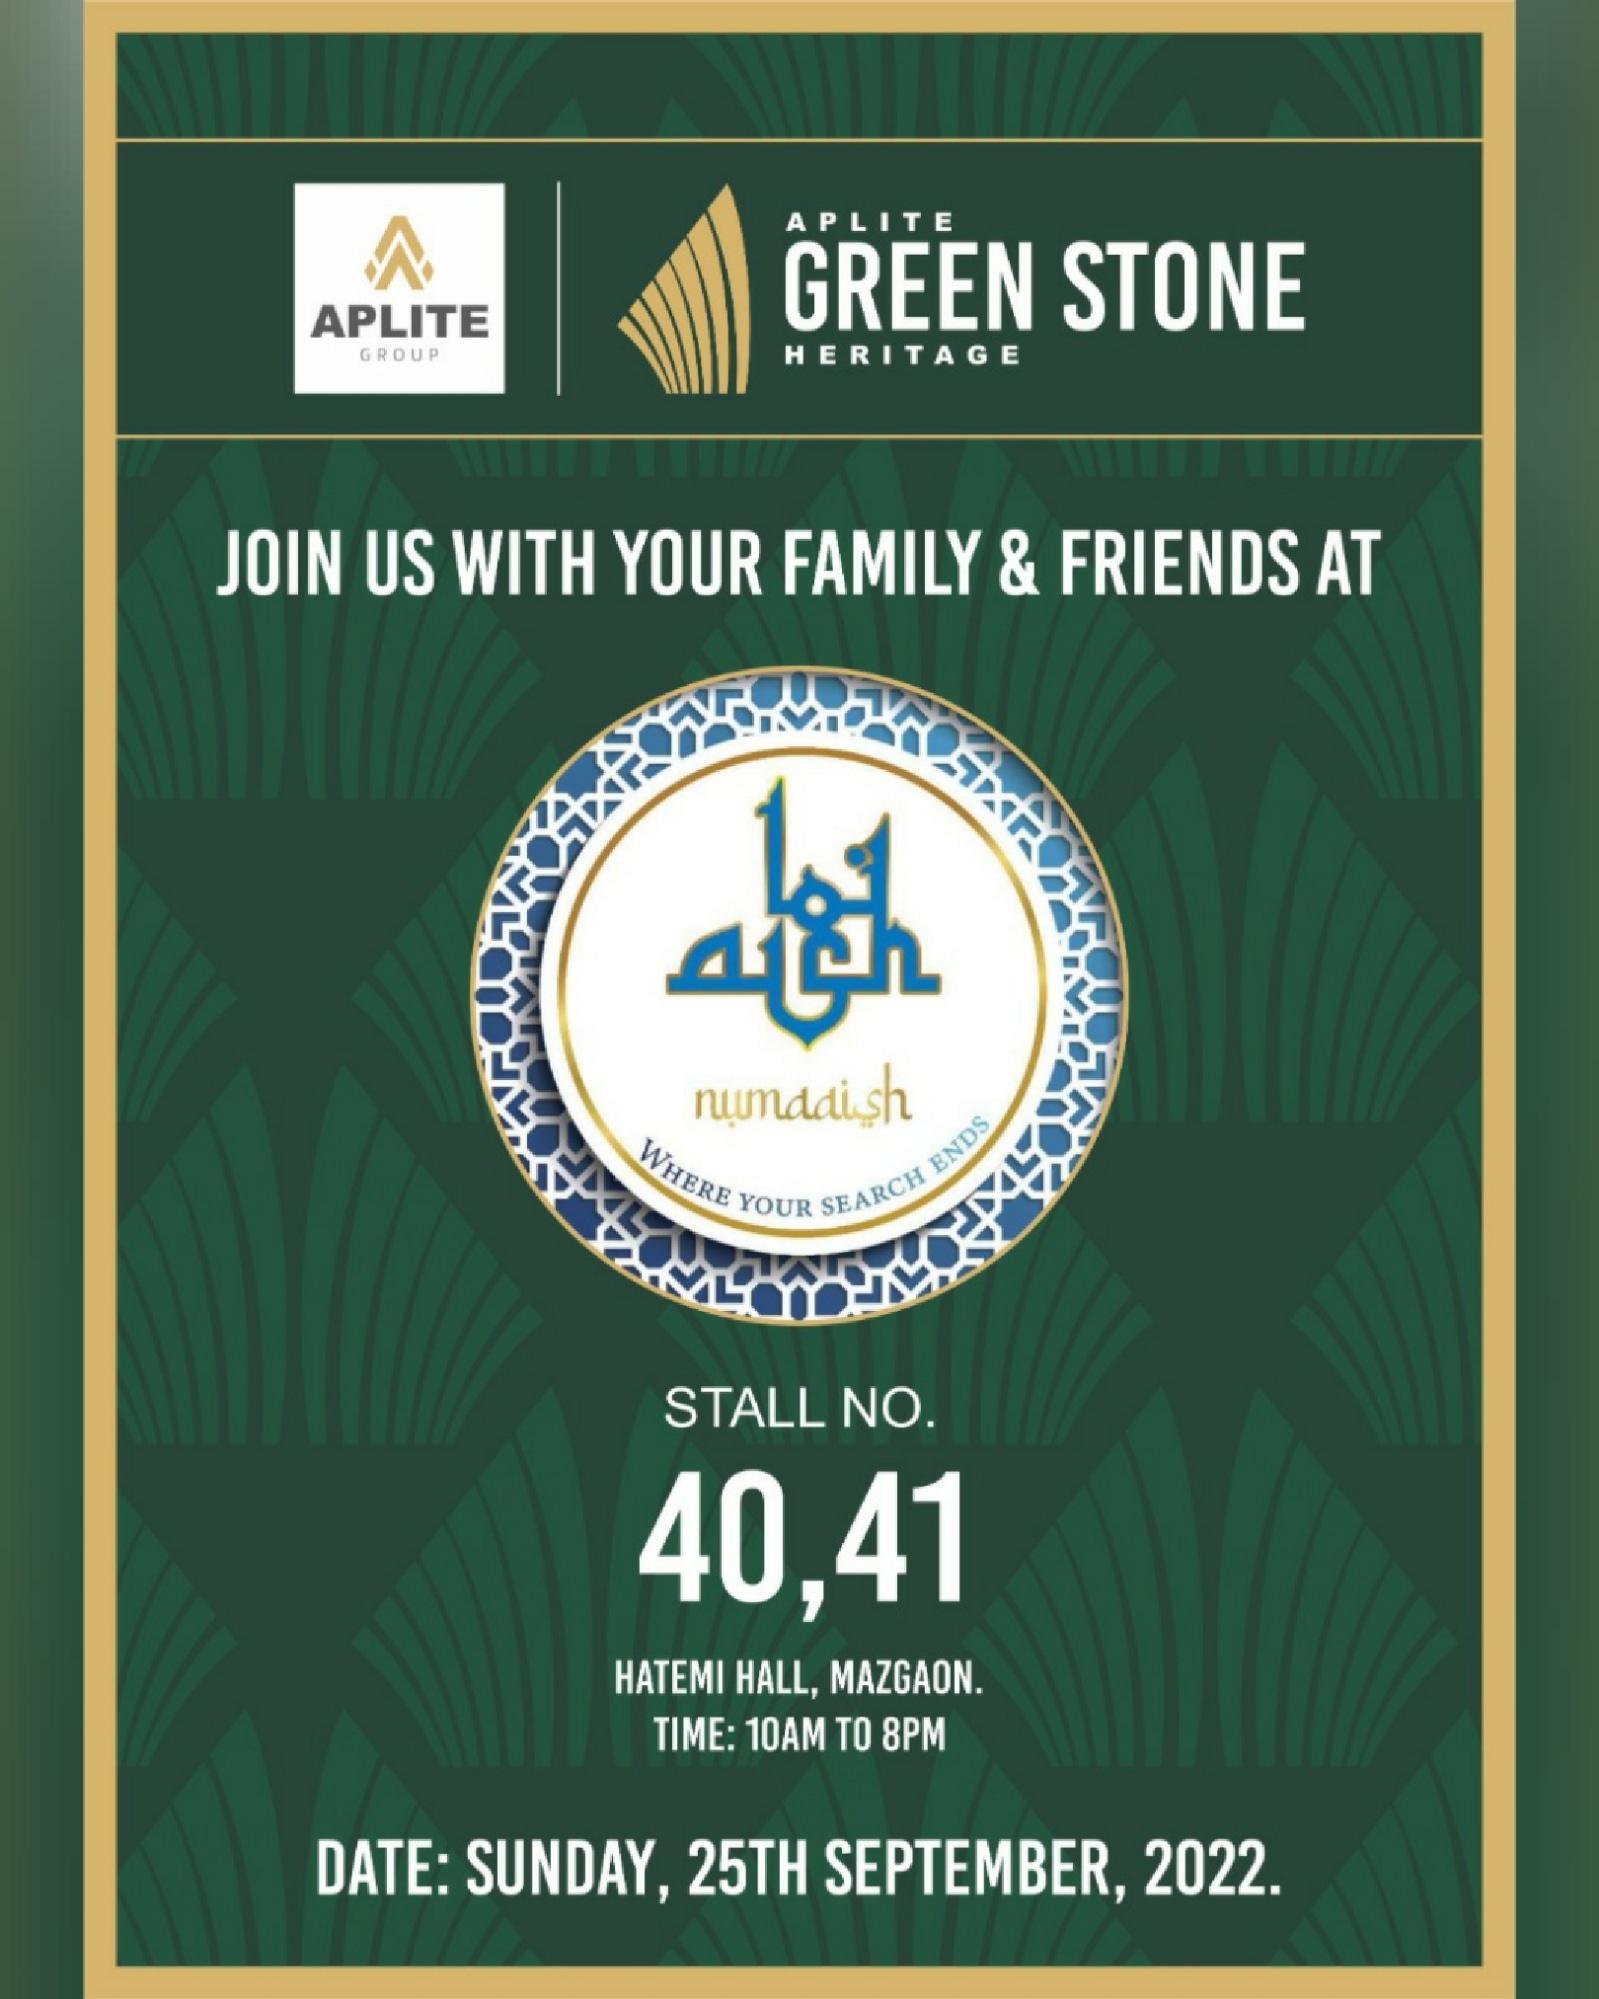 APLITE
GROUP
APLITE
GREEN STONE
HERITAGE
JOIN US WITH YOUR FAMILY & FRIENDS AT
numaaish
WHERE YOUR SEARCH ENDS
STALL NO.
40,41
HATEMI HALL, MAZGAON.
TIME: 10AM TO 8PM
DATE: SUNDAY, 25TH SEPTEMBER, 2022.